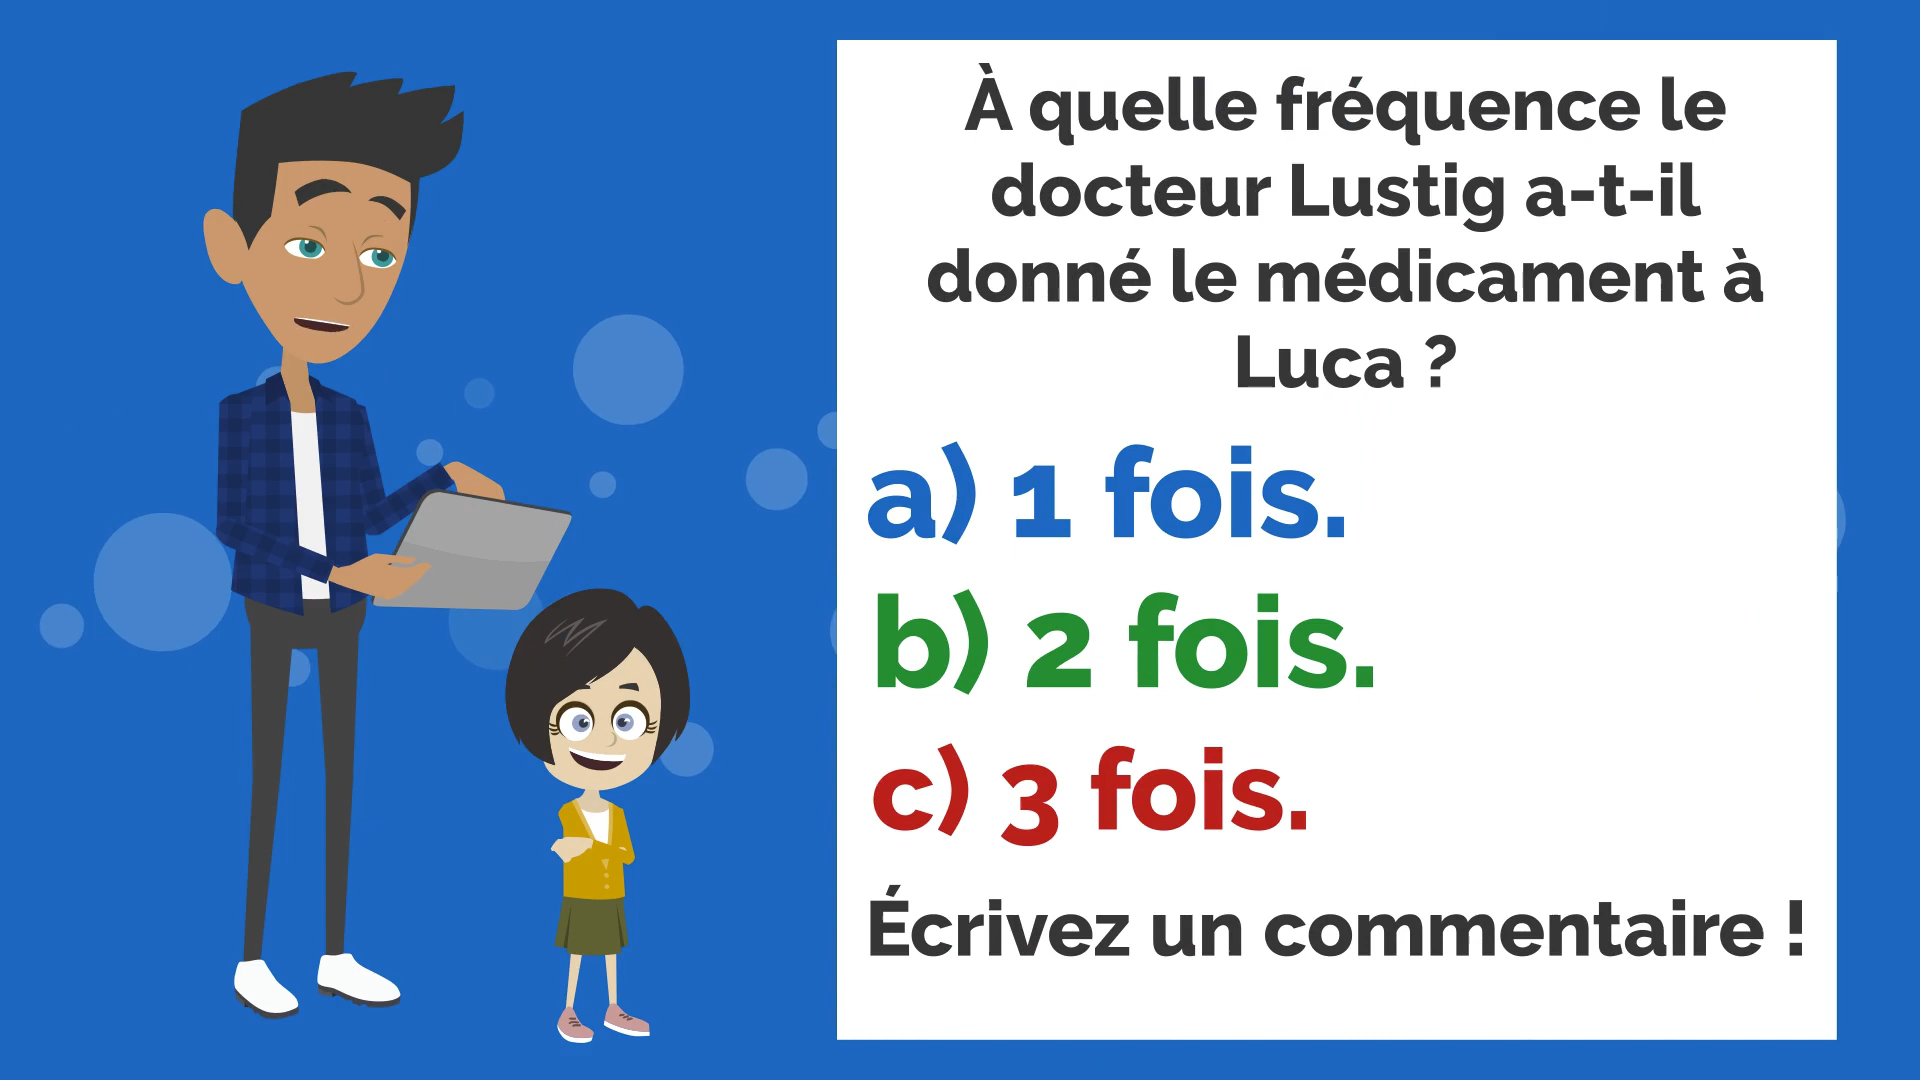 À quelle fréquence le
docteur Lustig a-t-il
donné le médicament à
Luca ?
a) 1 fois.
b) 2 fois.
c) 3 fois.
Écrivez un commentaire !